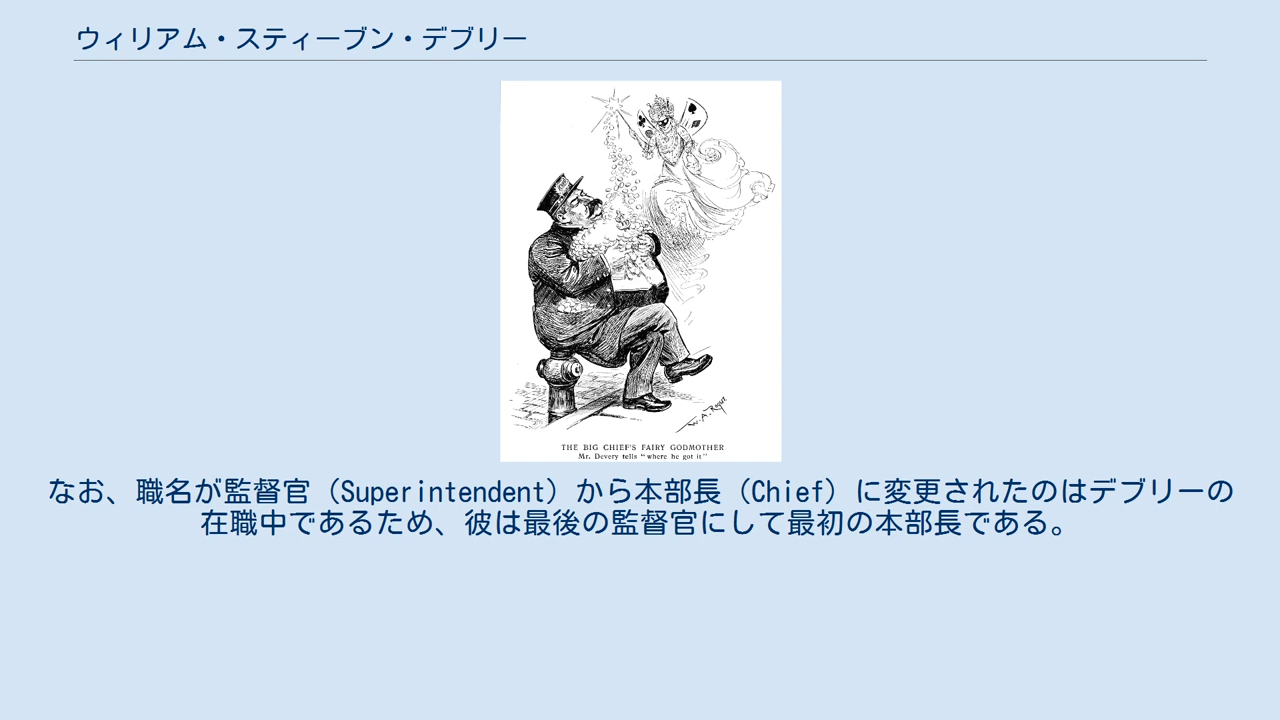 ウィリアム・スティーブン・デブリー
THE BIG CHIEF'S FAIRY GODMOTHER
Mr. Devery tells "where he got it"
なお、職名が監督官（Superintendent）から本部長（Chief）に変更されたのはデブリーの
在職中であるため、彼は最後の監督官にして最初の本部長である。